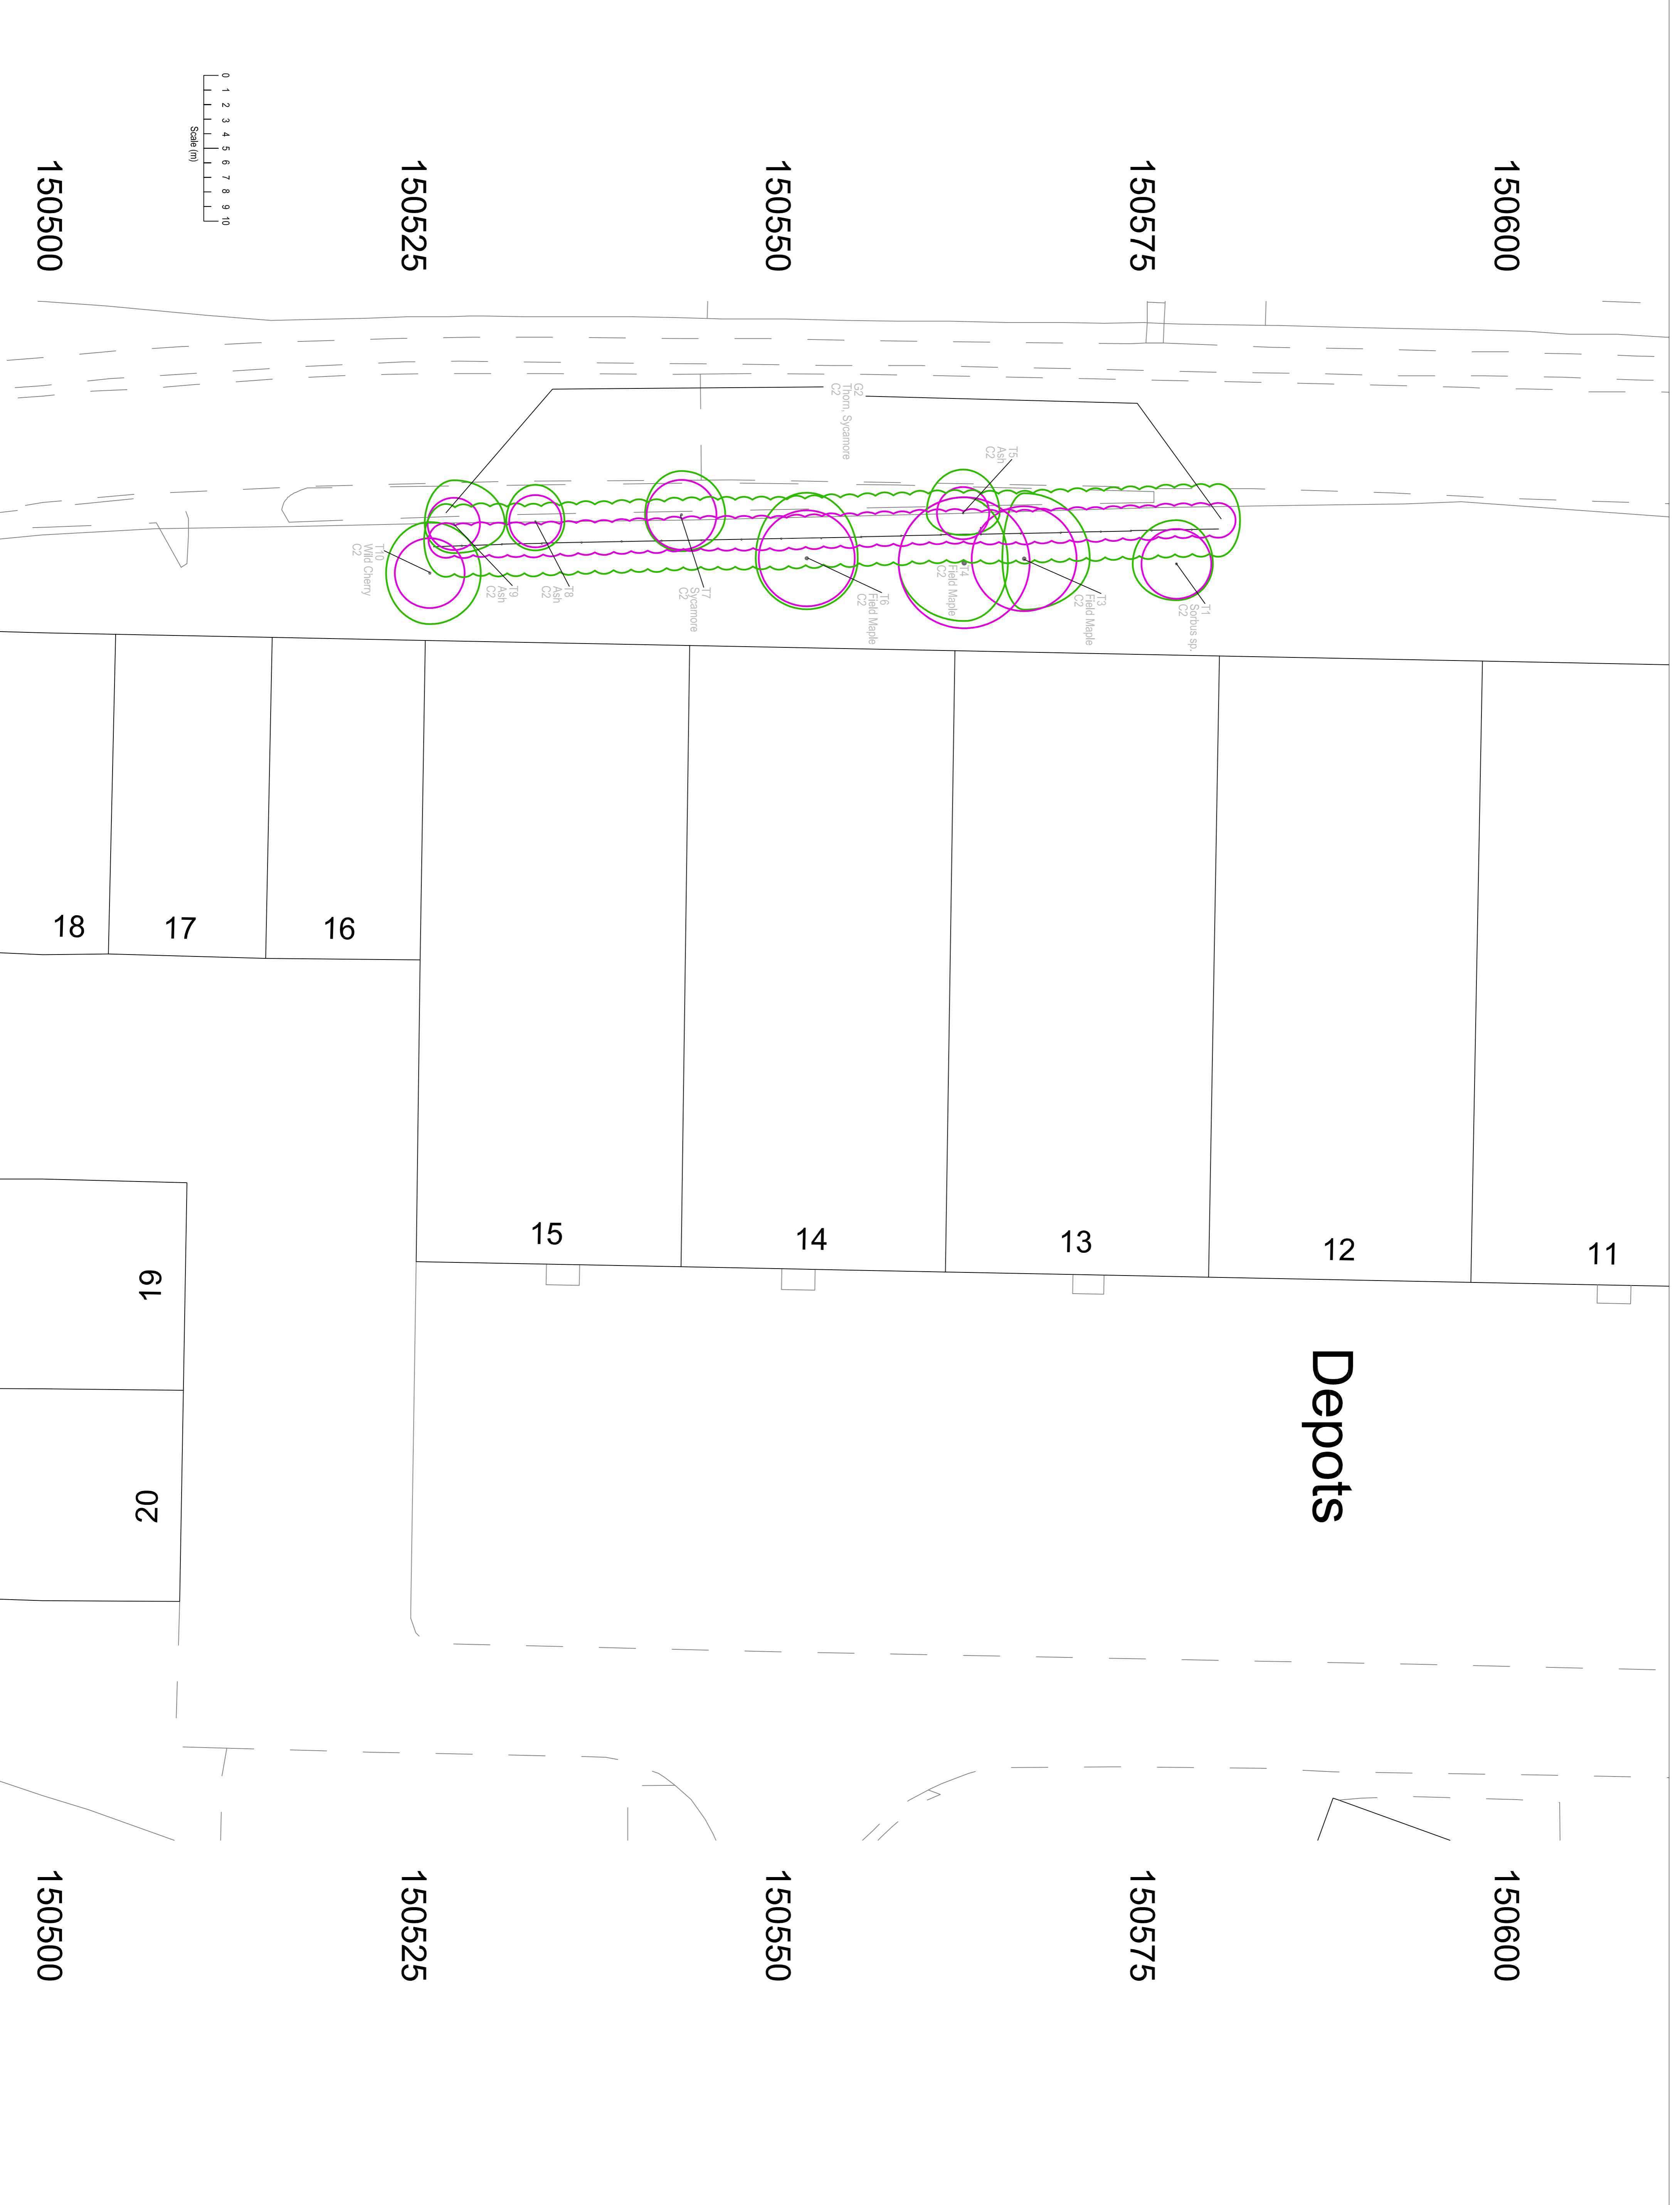 0 1 2 3 4 5 6 7 8 9 10
Scale (m)
150500
150525
150550
150575
150600
G2
Thorn, Sycamore
C2
T5
Ash
C2
T10
Wild Cherry
C2
T9
Ash
C2
T8
Ash
C2
T7
Sycamore
C2
T6
Field Maple
C2
T4
Field Maple
C2
T3
Field Maple
C2
T1
Sorbus sp.
C2
18
17
16
15
14
13
12
11
19
20
Depots
150500
150525
150550
150575
150600